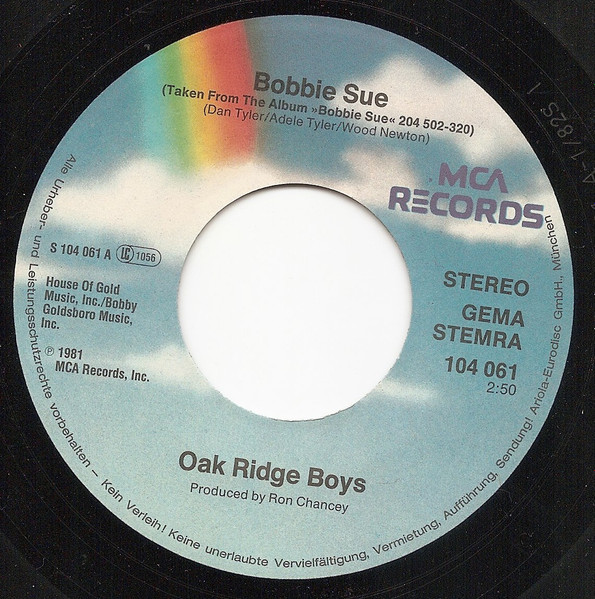 Bobbie Sue
(Taken From The Album »Bobbie Sue« 204 502-320)
(Dan Tyler/Adele Tyler/Wood Newton)
MCA
RECORDS
S 104 061 A LC 1056
House Of Gold
Music, Inc./Bobby
Goldsboro Music,
Inc.
℗ 1981
MCA Records, Inc.
STEREO
GEMA
STEMRA
104 061
2:50
Oak Ridge Boys
Produced by Ron Chancey
Alle Urheber- und Leistungsschutzrechte vorbehalten – Kein Verleih! Keine unerlaubte Vervielfältigung, Vermietung, Aufführung, Sendung! Ariola-Eurodisc GmbH., München
A-1/82S